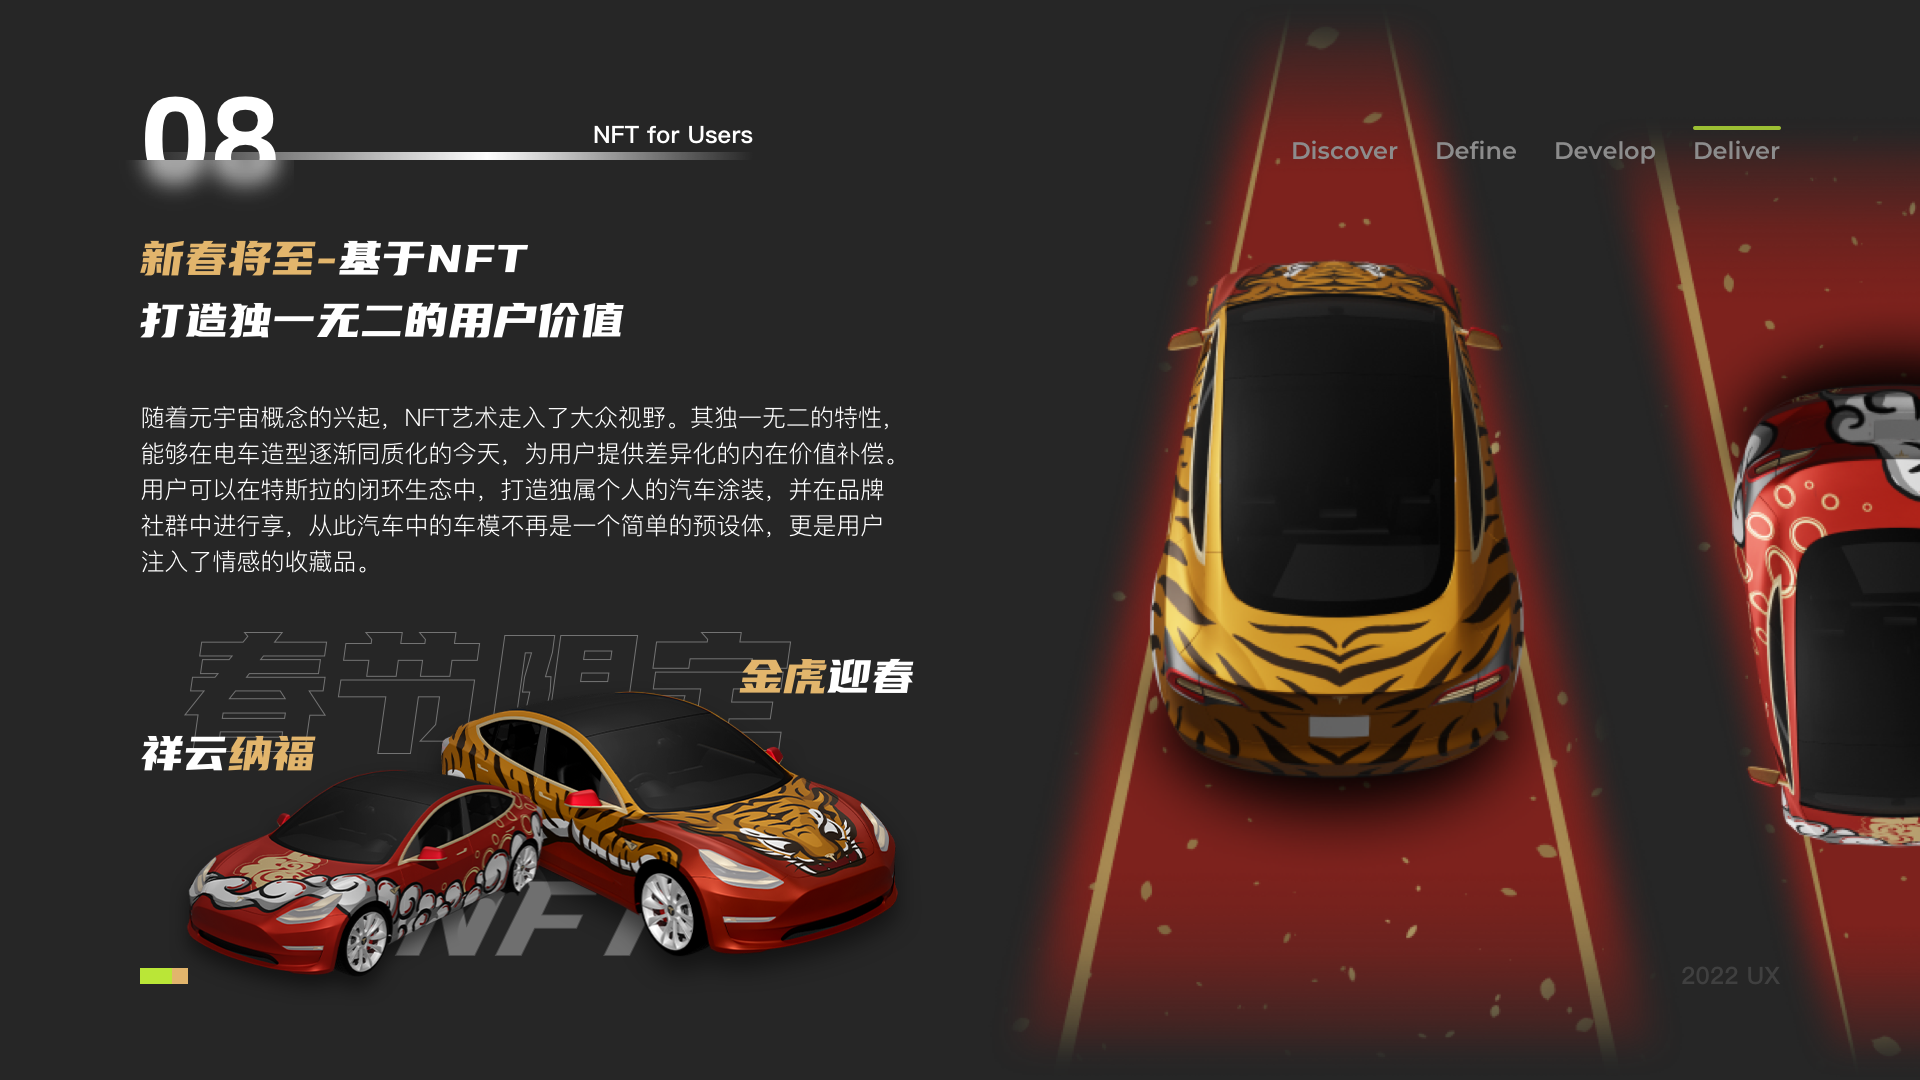 08
NFT for Users
Discover
Define
Develop
Deliver
新春将至-基于NFT
打造独一无二的用户价值
随着元宇宙概念的兴起，NFT艺术走入了大众视野。其独一无二的特性，
能够在电车造型逐渐同质化的今天，为用户提供差异化的内在价值补偿。
用户可以在特斯拉的闭环生态中，打造独属个人的汽车涂装，并在品牌
社群中进行享，从此汽车中的车模不再是一个简单的预设体，更是用户
注入了情感的收藏品。
春节限定
金虎迎春
祥云纳福
NFT
2022 UX